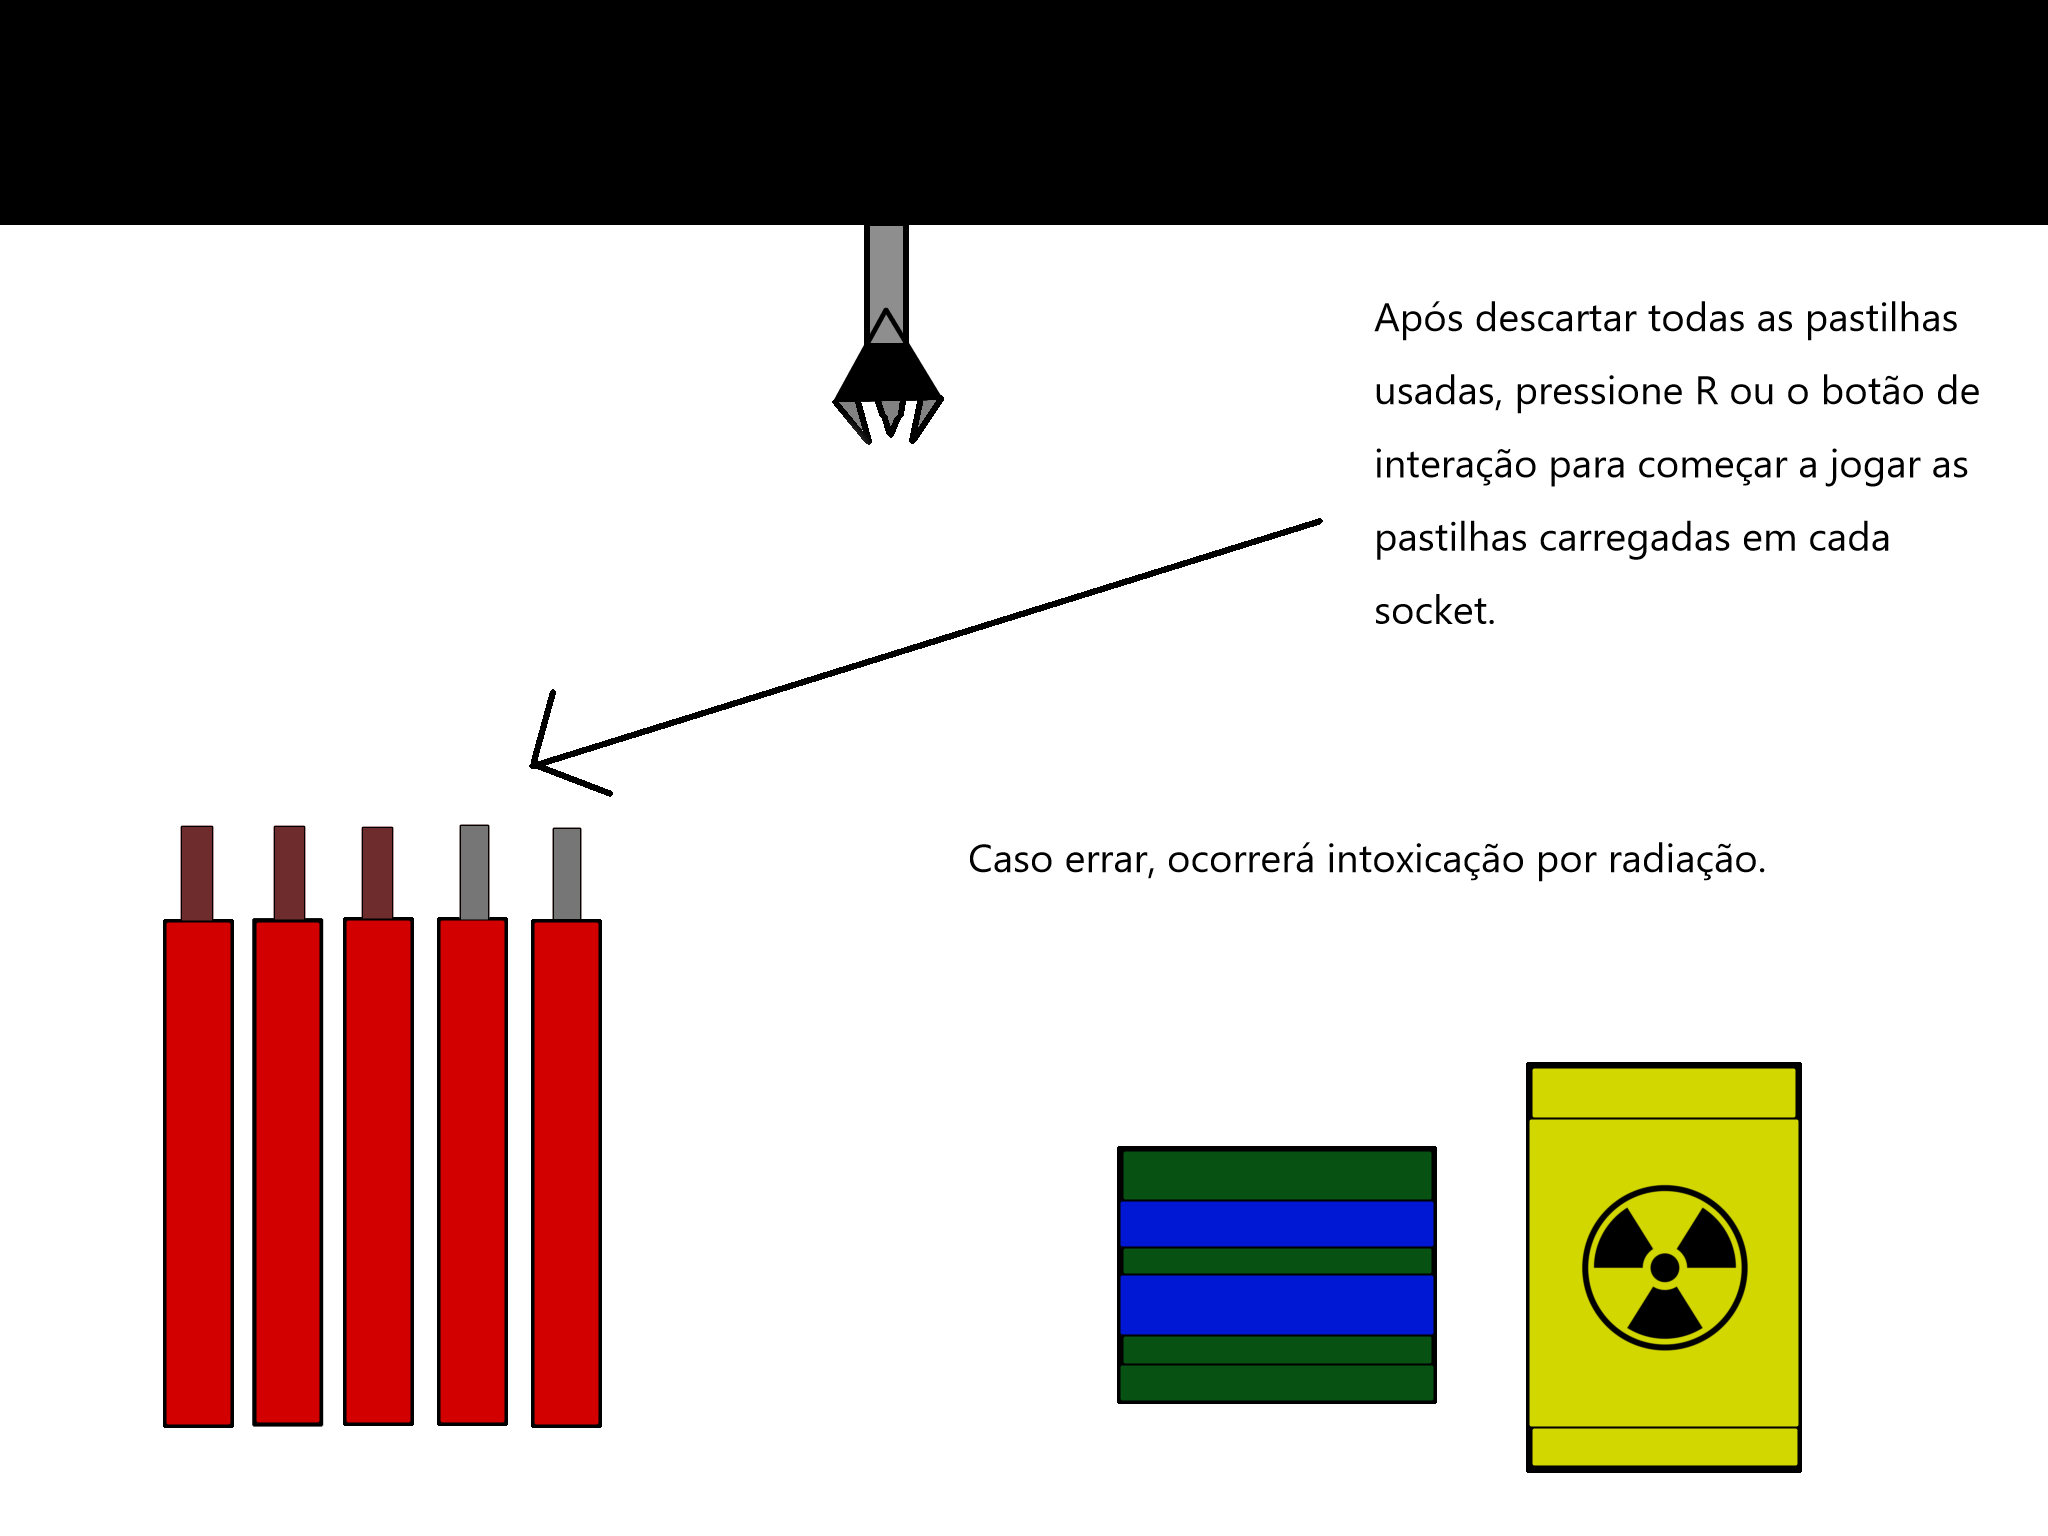 Após descartar todas as pastilhas
usadas, pressione R ou o botão de
interação para começar a jogar as
pastilhas carregadas em cada
socket.
Caso errar, ocorrerá intoxicação por radiação.